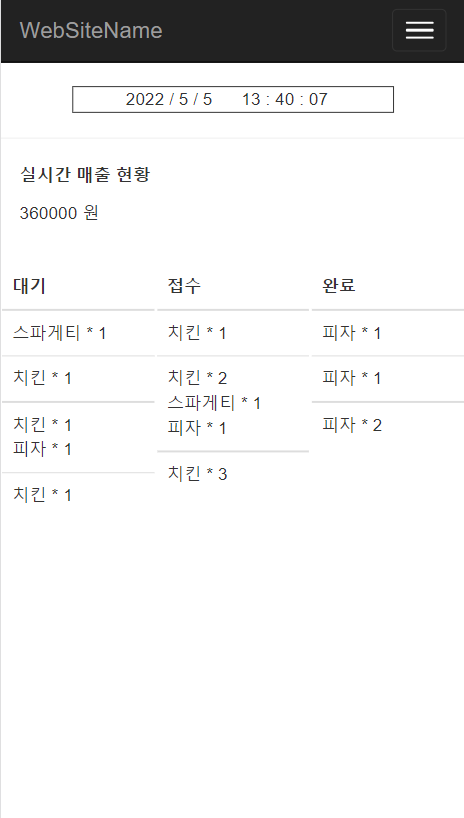 WebSiteName
2022 / 5 / 5 13 : 40 : 07
실시간 매출 현황
360000 원
대기
스파게티 * 1
치킨 * 1
치킨 * 1
피자 * 1
치킨 * 1
접수
치킨 * 1
치킨 * 2
스파게티 * 1
피자 * 1
치킨 * 3
완료
피자 * 1
피자 * 1
피자 * 2